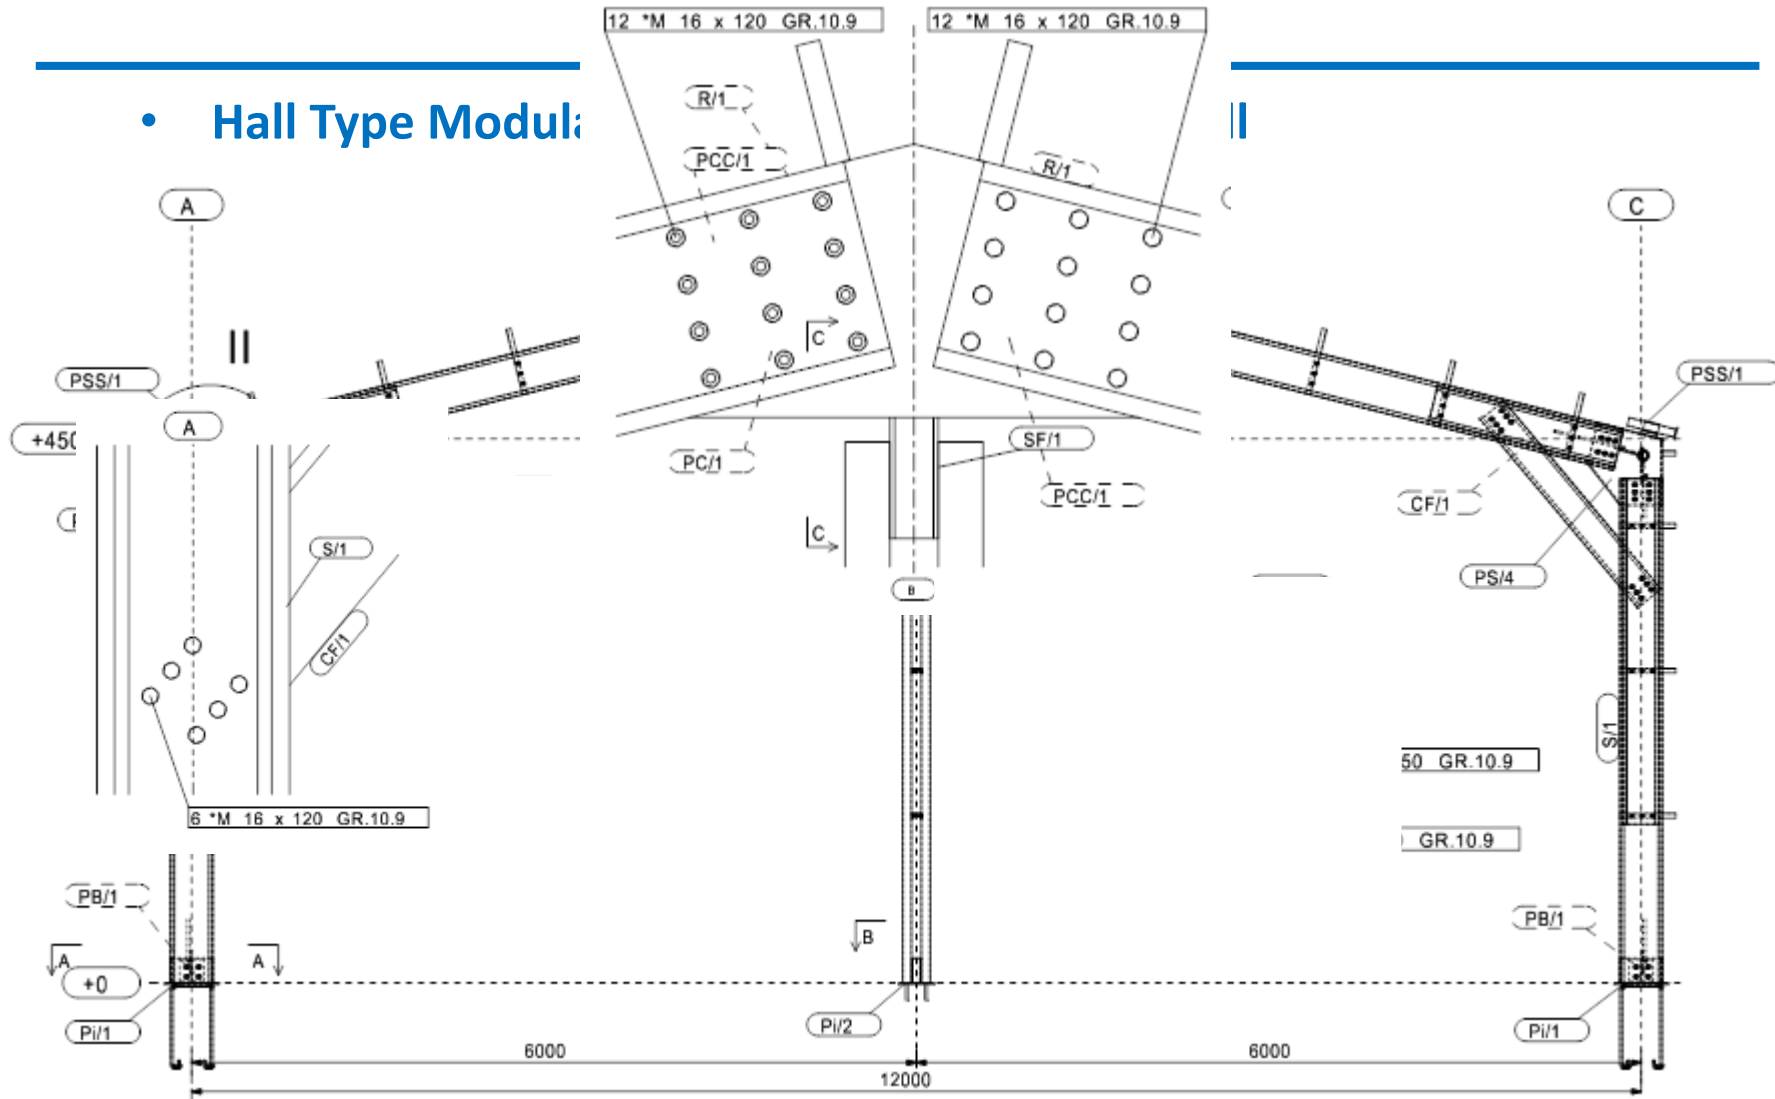 12 *M 16 x 120 GR.10.9
12 *M 16 x 120 GR.10.9
• Hall Type Modula
ll
R/1
PCC/1
R/1
A
C
C
PSS/1
PSS/1
A
+450
SF/1
PC/1
PCC/1
CF/1
S/1
C
PS/4
B
CF/1
S/1
50 GR.10.9
6 *M 16 x 120 GR.10.9
GR.10.9
PB/1
PB/1
B
A
A
+0
Pi/1
Pi/2
Pi/1
6000
6000
12000